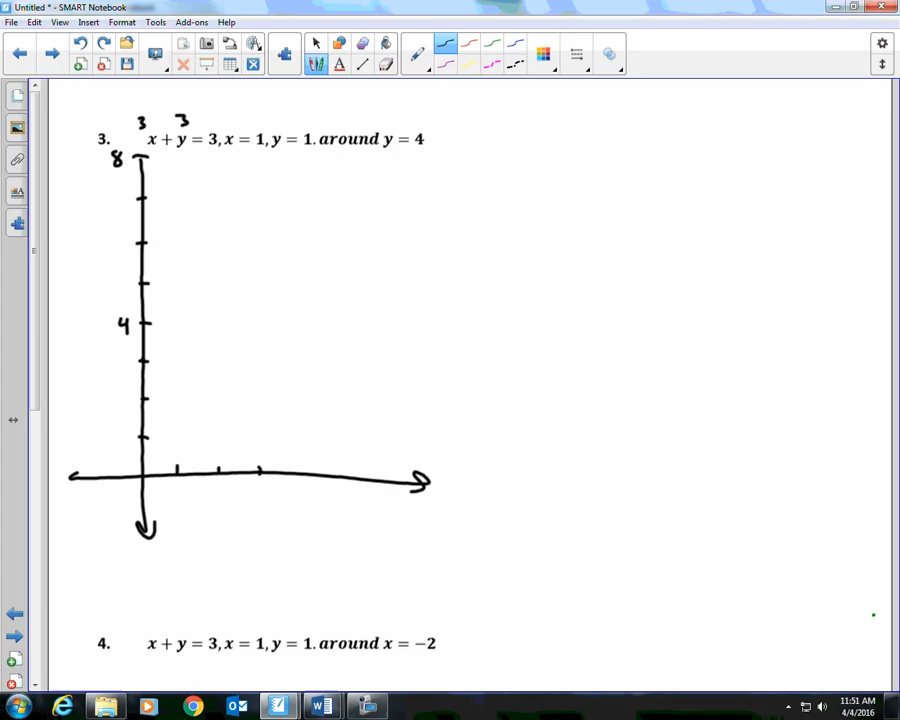 Untitled * - SMART Notebook
File Edit View Insert Format Tools Add-ons Help
3 3
3. x + y = 3, x = 1, y = 1. around y = 4
8
4
4. x + y = 3, x = 1, y = 1. around x = −2
11:51 AM
4/4/2016